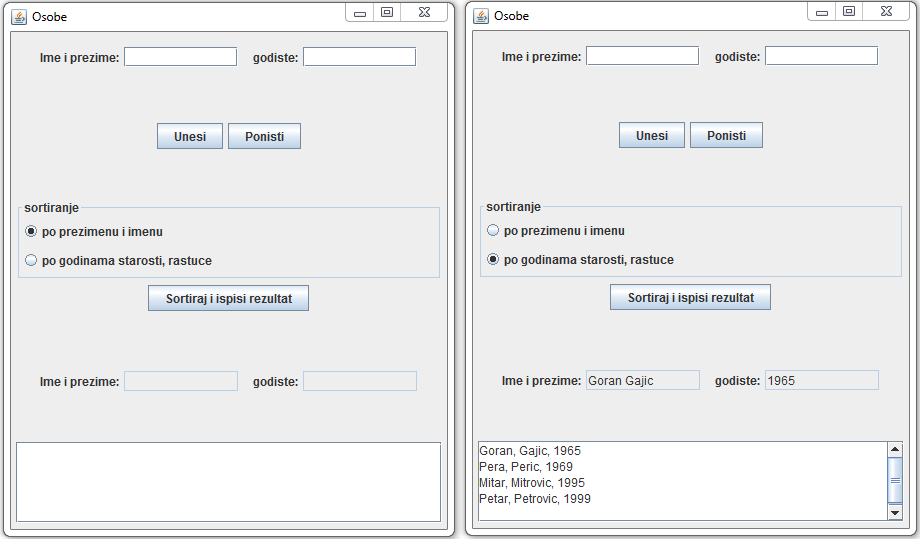 Osobe
Ime i prezime: godiste:
Unesi Ponisti
sortiranje
po prezimenu i imenu
po godinama starosti, rastuce
Sortiraj i ispisi rezultat
Ime i prezime: godiste:
Osobe
Ime i prezime: godiste:
Unesi Ponisti
sortiranje
po prezimenu i imenu
po godinama starosti, rastuce
Sortiraj i ispisi rezultat
Ime i prezime: Goran Gajic godiste: 1965
Goran, Gajic, 1965
Pera, Peric, 1969
Mitar, Mitrovic, 1995
Petar, Petrovic, 1999